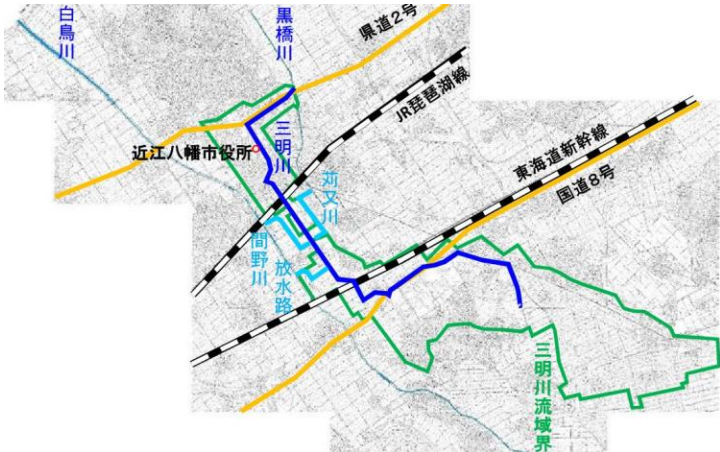 白鳥川
黒橋川
県道2号
JR琵琶湖線
三明川
近江八幡市役所
東海道新幹線
国道8号
苅又川
間野川
放水路
三明川流域界